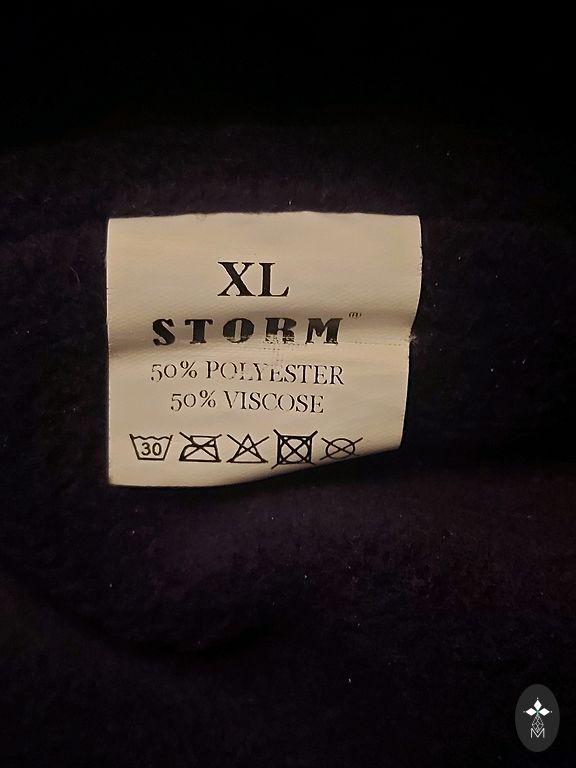 XL
STORM
50% POLYESTER
50% VISCOSE
30
M